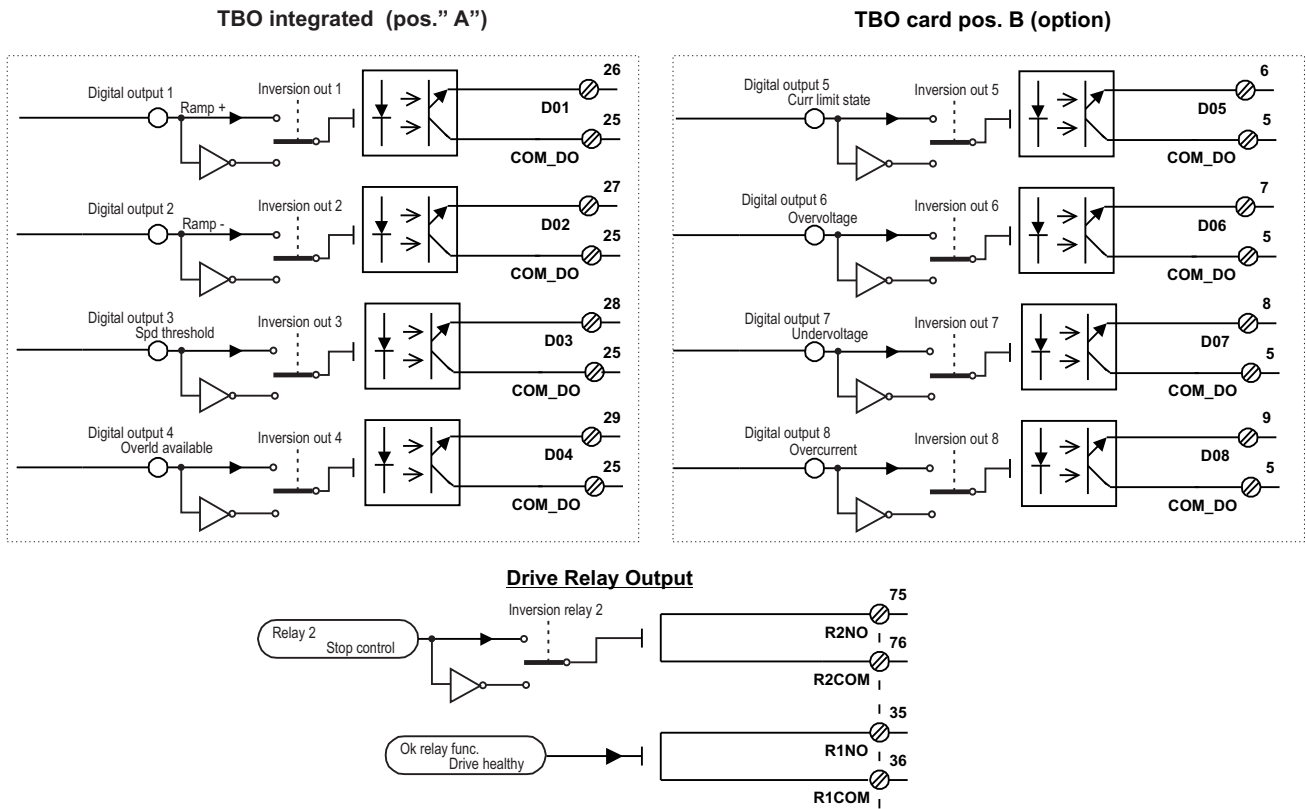 TBO integrated (pos.” A”)
Digital output 1
Ramp +
Inversion out 1
26
D01
25
COM_DO
Digital output 2
Ramp -
Inversion out 2
27
D02
25
COM_DO
Digital output 3
Spd threshold
Inversion out 3
28
D03
25
COM_DO
Digital output 4
Overld available
Inversion out 4
29
D04
25
COM_DO
TBO card pos. B (option)
Digital output 5
Curr limit state
Inversion out 5
6
D05
5
COM_DO
Digital output 6
Overvoltage
Inversion out 6
7
D06
5
COM_DO
Digital output 7
Undervoltage
Inversion out 7
8
D07
5
COM_DO
Digital output 8
Overcurrent
Inversion out 8
9
D08
5
COM_DO
Drive Relay Output
Relay 2
Stop control
Inversion relay 2
75
R2NO
76
R2COM
Ok relay func.
Drive healthy
35
R1NO
36
R1COM